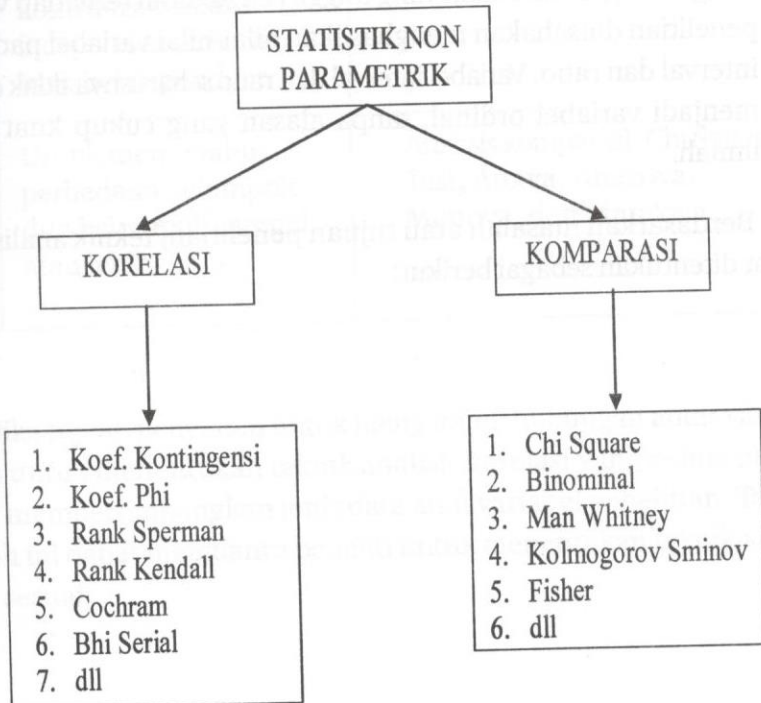 STATISTIK NON
PARAMETRIK
KORELASI
KOMPARASI
1. Koef. Kontingensi
2. Koef. Phi
3. Rank Sperman
4. Rank Kendall
5. Cochram
6. Bhi Serial
7. dll
1. Chi Square
2. Binominal
3. Man Whitney
4. Kolmogorov Sminov
5. Fisher
6. dll